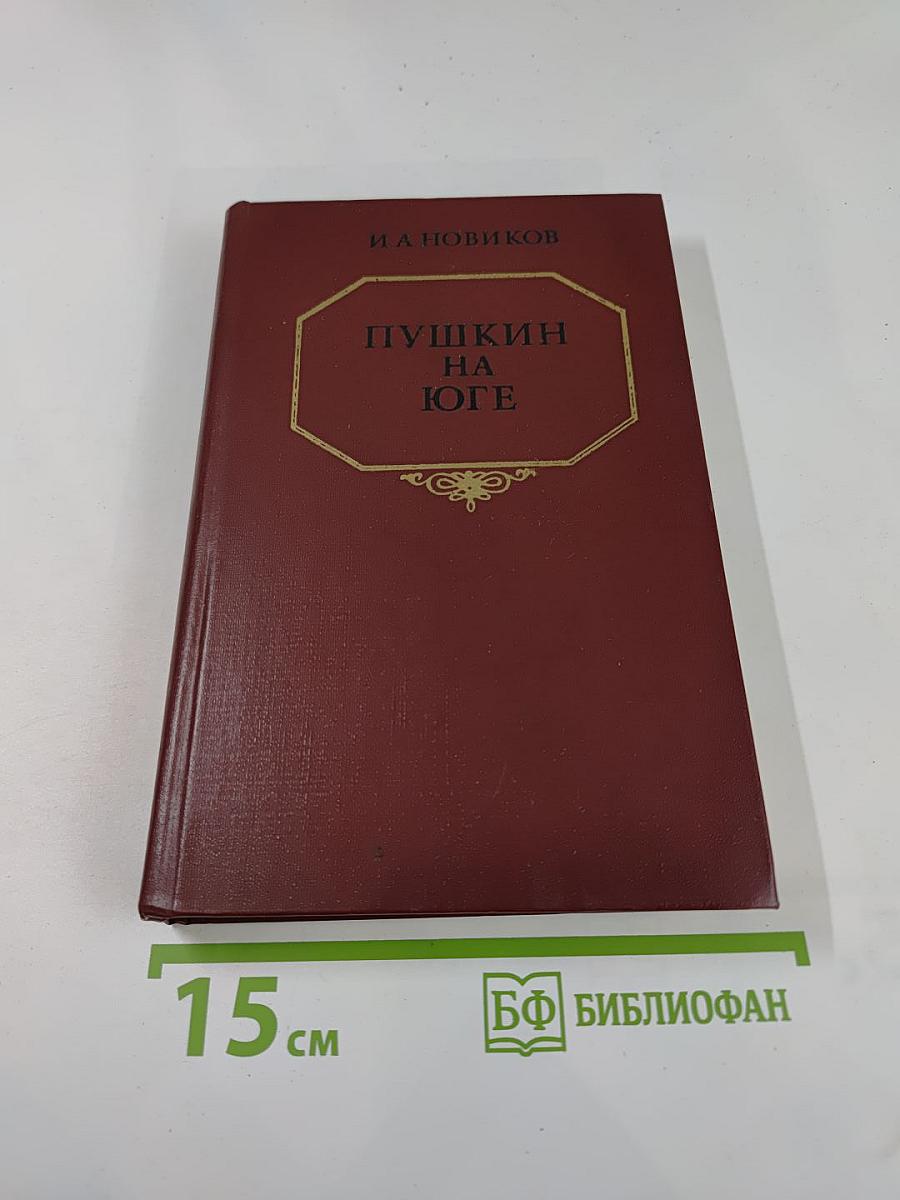 И. А. НОВИКОВ
ПУШКИН
НА
ЮГЕ
15 см
БФ БИБЛИОФАН